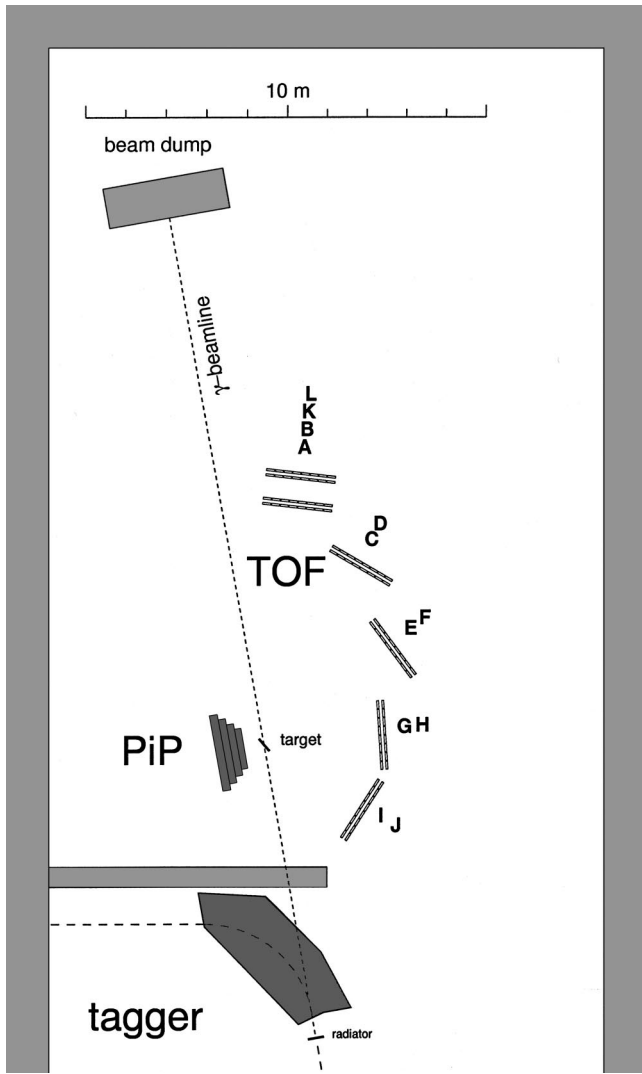 10 m
beam dump
γ–beamline
L
K
B
A
D
C
TOF
F
E
PiP
target
G H
I
J
tagger
radiator